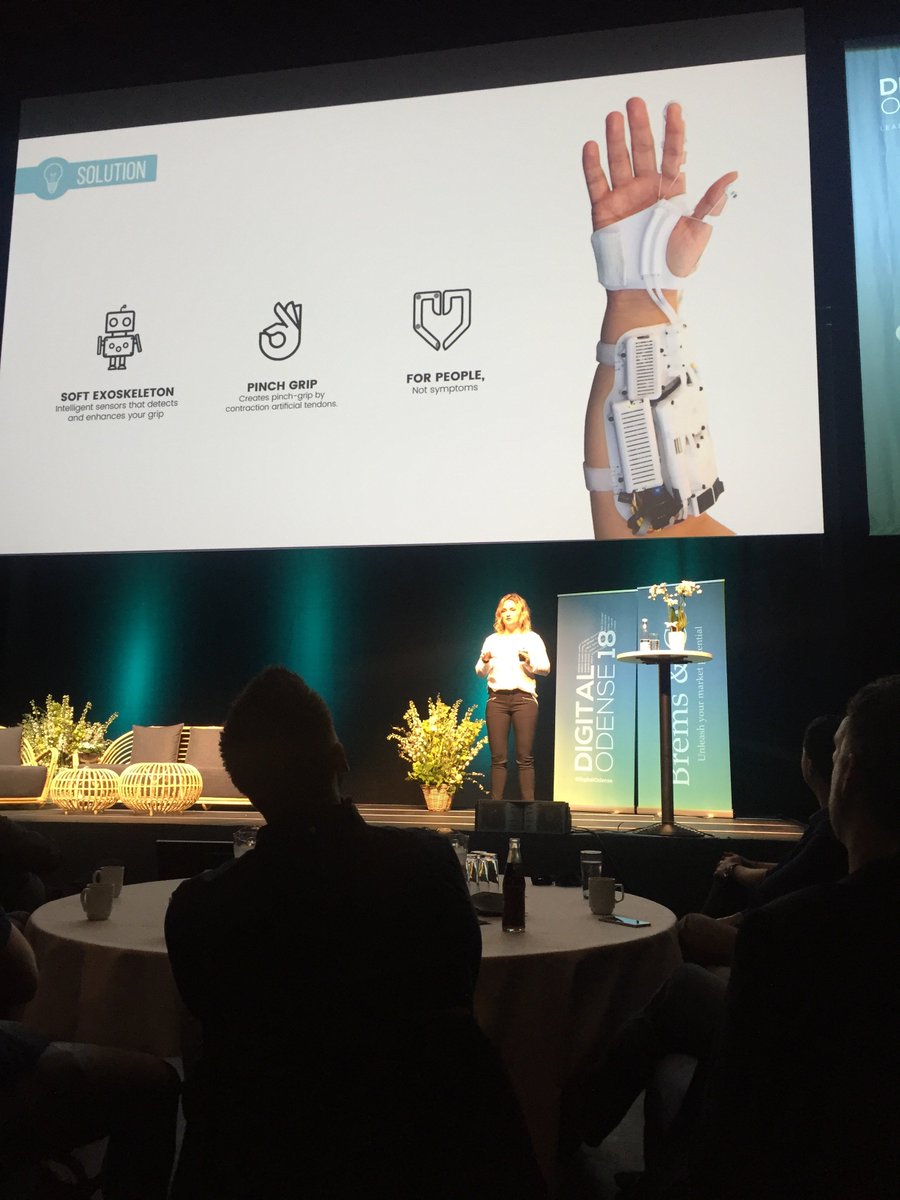 SOLUTION
SOFT EXOSKELETON
Intelligent sensors that detects
and enhances your grip
PINCH GRIP
Creates pinch-grip by
contraction artificial tendons.
FOR PEOPLE,
Not symptoms
DIGITAL
ODENSE 18
#DigitalOdense
Brems &
Unleash your market potential